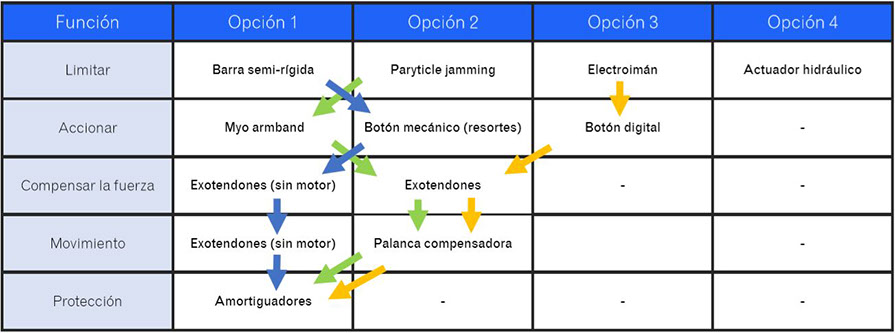 Función Opción 1 Opción 2 Opción 3 Opción 4
Limitar Barra semi-rígida Paryticle jamming Electroimán Actuador hidráulico
Accionar Myo armband Botón mecánico (resortes) Botón digital -
Compensar la fuerza Exotendones (sin motor) Exotendones - -
Movimiento Exotendones (sin motor) Palanca compensadora - -
Protección Amortiguadores - - -